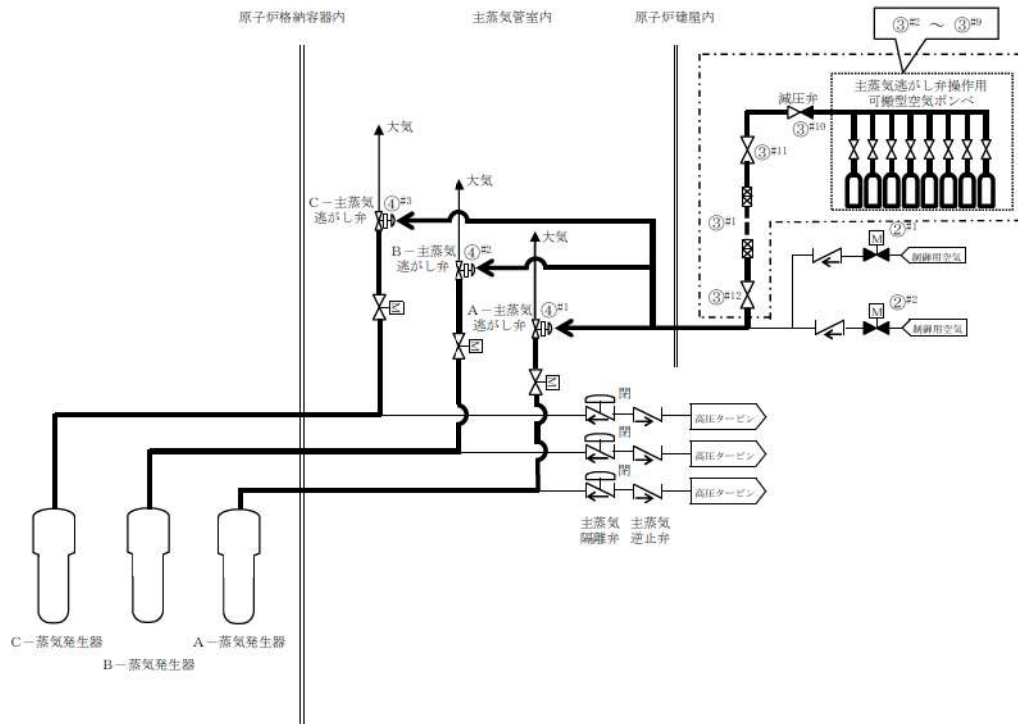 原子炉格納容器内
主蒸気管室内
原子炉建屋内
③#2 ～ ③#9
主蒸気逃がし弁操作用
可搬型空気ボンベ
減圧弁
③#10
③#11
③#1
③#12
②#1
M
制御用空気
②#2
M
制御用空気
大気
C－主蒸気
逃がし弁
④#3
大気
B－主蒸気
逃がし弁
④#2
大気
A－主蒸気
逃がし弁
④#1
M
M
M
閉
高圧タービン
閉
高圧タービン
閉
高圧タービン
主蒸気
隔離弁
主蒸気
逆止弁
C－蒸気発生器
B－蒸気発生器
A－蒸気発生器